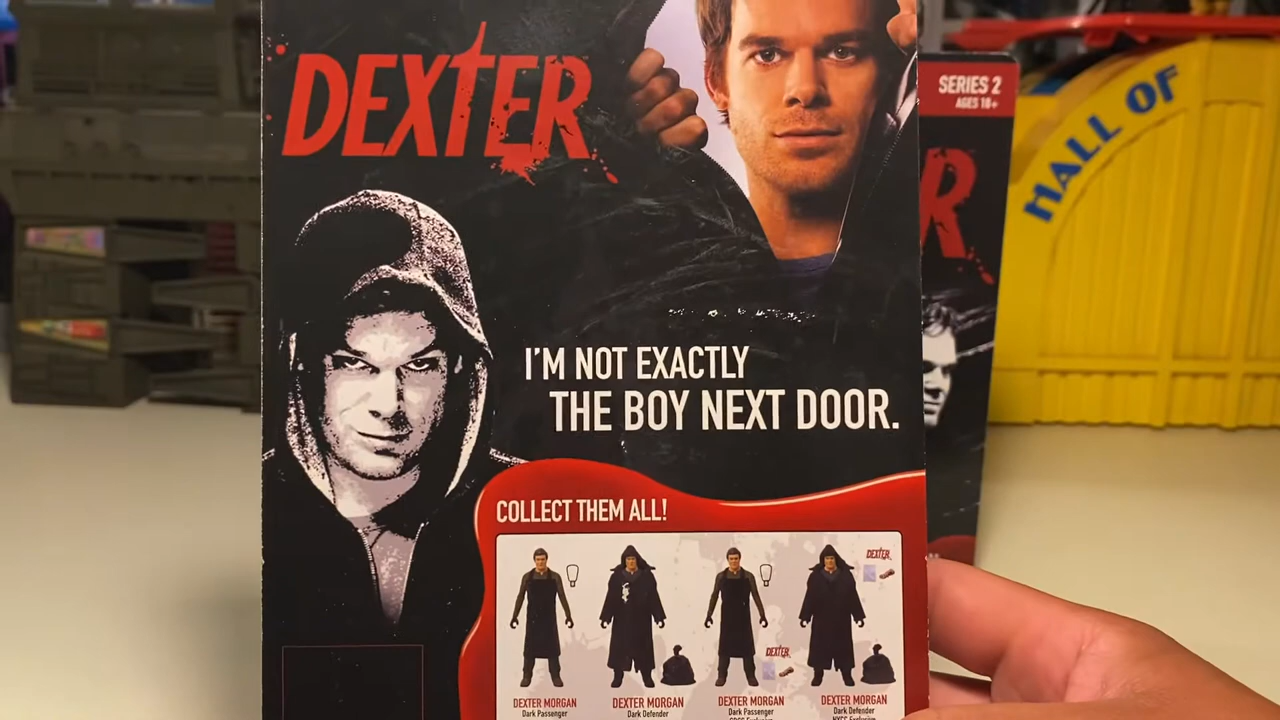 DEXTER
SERIES 2
AGES 18+
HALL OF
R
I'M NOT EXACTLY
THE BOY NEXT DOOR.
COLLECT THEM ALL!
DEXTER
DEXTER
DEXTER MORGAN
Dark Passenger
DEXTER MORGAN
Dark Defender
DEXTER MORGAN
Dark Passenger
DEXTER MORGAN
Dark Defender